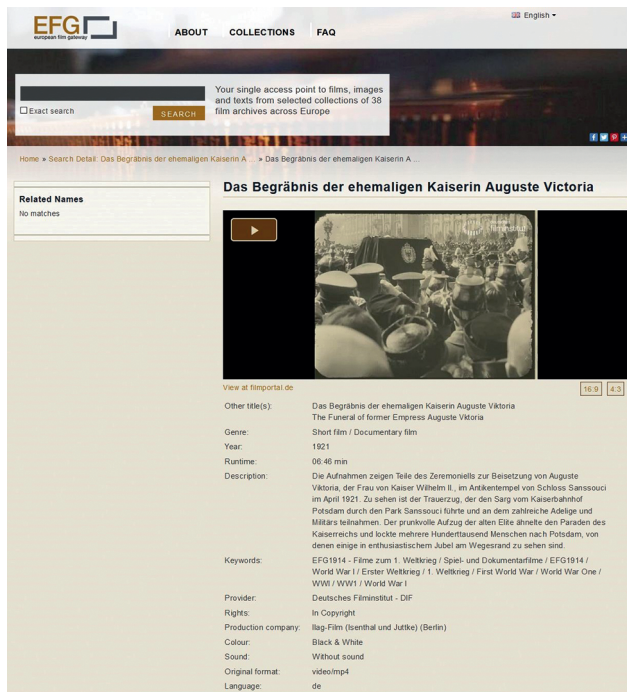 EFG
european film gateway
ABOUT
COLLECTIONS
FAQ
English
Exact search
SEARCH
Your single access point to films, images
and texts from selected collections of 38
film archives across Europe
Home » Search Detail: Das Begräbnis der ehemaligen Kaiserin A ... » Das Begräbnis der ehemaligen Kaiserin A ...
Related Names
No matches
Das Begräbnis der ehemaligen Kaiserin Auguste Victoria
filminstitut
View at filmportal.de
16:9
4:3
Other title(s): Das Begräbnis der ehemaligen Kaiserin Auguste Viktoria
The Funeral of former Empress Auguste Vktoria
Genre: Short film / Documentary film
Year: 1921
Runtime: 06:46 min
Description: Die Aufnahmen zeigen Teile des Zeremoniells zur Beisetzung von Auguste
Viktoria, der Frau von Kaiser Wilhelm II., im Antikentempel von Schloss Sanssouci
im April 1921. Zu sehen ist der Trauerzug, der den Sarg vom Kaiserbahnhof
Potsdam durch den Park Sanssouci führte und an dem zahlreiche Adelige und
Militärs teilnahmen. Der prunkvolle Aufzug der alten Elite ähnelte den Paraden des
Kaiserreichs und lockte mehrere Hunderttausend Menschen nach Potsdam, von
denen einige in enthusiastischem Jubel am Wegesrand zu sehen sind.
Keywords: EFG1914 - Filme zum 1. Weltkrieg / Spiel- und Dokumentarfilme / EFG1914 /
World War I / Erster Weltkrieg / 1. Weltkrieg / First World War / World War One /
WWI / WW1 / World War I
Provider: Deutsches Filminstitut - DIF
Rights: In Copyright
Production company: Ilag-Film (Isenthal und Juttke) (Berlin)
Colour: Black & White
Sound: Without sound
Original format: video/mp4
Language: de